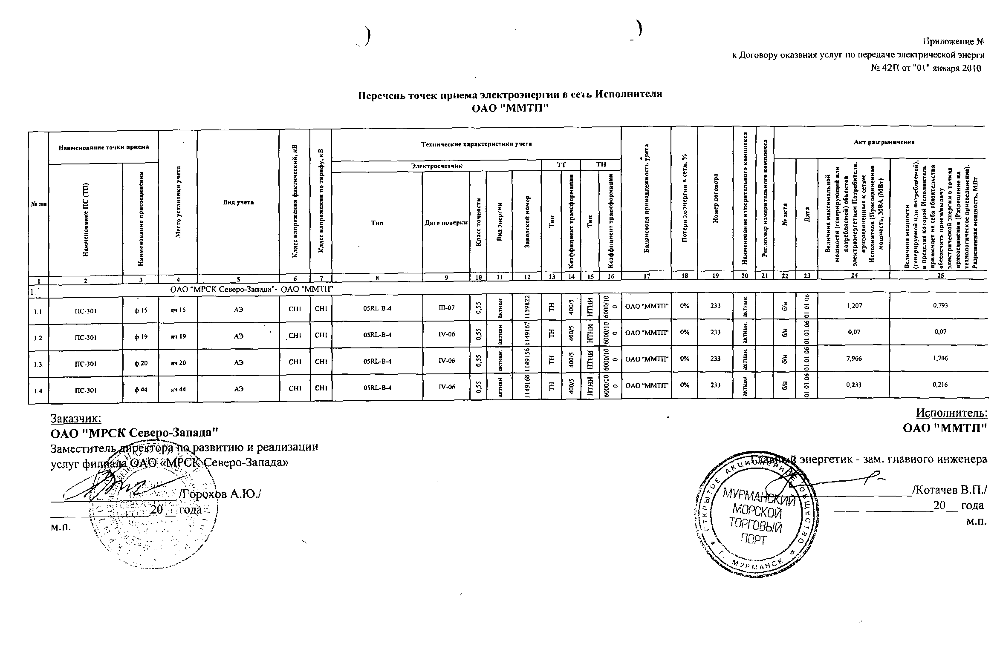 Приложение №
к Договору оказания услуг по передаче электрической энерги
№ 42П от "01" января 2010
Перечень точек приема электроэнергии в сеть Исполнителя
ОАО "ММТП"
№ пп
Наименование точки приема
Наименование ПС (ТП)
Наименование присоединения
Место установки учета
Вид учета
Класс напряжения фактический, кВ
Класс напряжения по тарифу, кВ
Технические характеристики учета
Электросчетчик
ТТ
ТН
Тип
Дата поверки
Класс точности
Вид энергии
Заводской номер
Тип
Коэффициент трансформации
Тип
Коэффициент трансформации
Балансовая принадлежность учета
Потери эл.энергии в сети, %
Номер договора
Наименование измерительного комплекса
Рег.номер измерительного комплекса
Акт разграничения
№ акта
Дата
Величина максимальной
мощности (генерирующей или
потребляемой) объектов
электроэнергетики Потребителя,
присоединенных к сетям
Исполнителя (Присоединенная
мощность, МВА (МВт)
Величина мощности
(генерируемой или потребляемой),
в пределах которой Исполнитель
принимает на себя обязательства
обеспечить прием/выдачу
электрической энергии в точках
присоединения (Разрешение на
технологическое присоединение).
Разрешенная мощность, МВт
1 2 3 4 5 6 7 8 9 10 11 12 13 14 15 16 17 18 19 20 21 22 23 24 25
1. ОАО "МРСК Северо-Запада"- ОАО "ММТП"
1.1 ПС-301 ф 15 яч.15 АЭ СН1 СН1 05RL-B-4 III-07 0,55 активн. 1159822 ТН 400/5 НТНИ 6000/100 ОАО "ММТП" 0% 233 активн. б/н 01 01.06 1,207 0,793
1.2. ПС-301 ф 19 яч.19 АЭ СН1 СН1 05RL-B-4 IV-06 0,55 активн. 1149167 ТН 400/5 НТНИ 6000/100 ОАО "ММТП" 0% 233 активн. б/н 01.01.06 0,07 0,07
1.3. ПС-301 ф.20 яч 20 АЭ СН1 СН1 05RL-B-4 IV-06 0,55 активн 1149156 ТН 400/5 НТНИ 6000/100 ОАО "ММТП" 0% 233 активн б/н 01.01.06 7,966 1,706
1.4 ПС-301 ф.44 яч 44 АЭ СН1 СН1 05RL-B-4 IV-06 0,55 активн. 1149168 ТН 400/5 НТНИ 6000/100 ОАО "ММТП" 0% 233 активн. б/н 01.01.06 0,233 0,216
Заказчик:
ОАО "МРСК Северо-Запада"
Заместитель директора по развитию и реализации
услуг филиала ОАО «МРСК Северо-Запада»
/Горохов А.Ю./
20 года
м.п.
Исполнитель:
ОАО "ММТП"
Главный энергетик - зам. главного инженера
/Котачев В.П./
20 года
м.п.
ОТКРЫТОЕ АКЦИОНЕРНОЕ ОБЩЕСТВО
МУРМАНСКИЙ
МОРСКОЙ
ТОРГОВЫЙ
ПОРТ
* Г. МУРМАНСК *